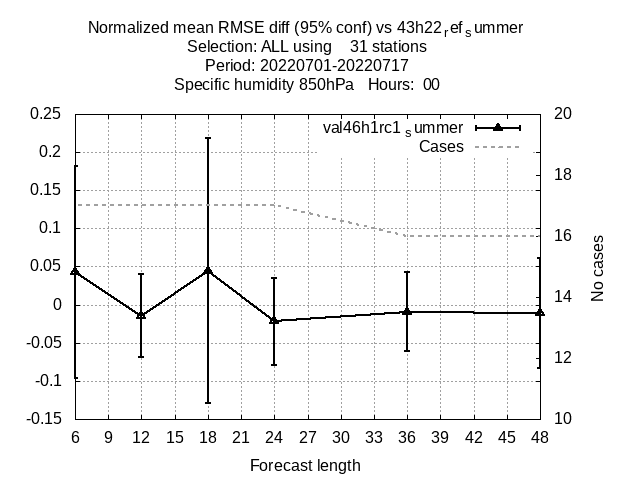 Normalized mean RMSE diff (95% conf) vs 43h22refsummer
Selection: ALL using 31 stations
Period: 20220701-20220717
Specific humidity 850hPa Hours: 00
0.25
0.2
0.15
0.1
0.05
0
-0.05
-0.1
-0.15
val46h1rc1summer
Cases
20
18
16
14
12
10
No cases
6 9 12 15 18 21 24 27 30 33 36 39 42 45 48
Forecast length